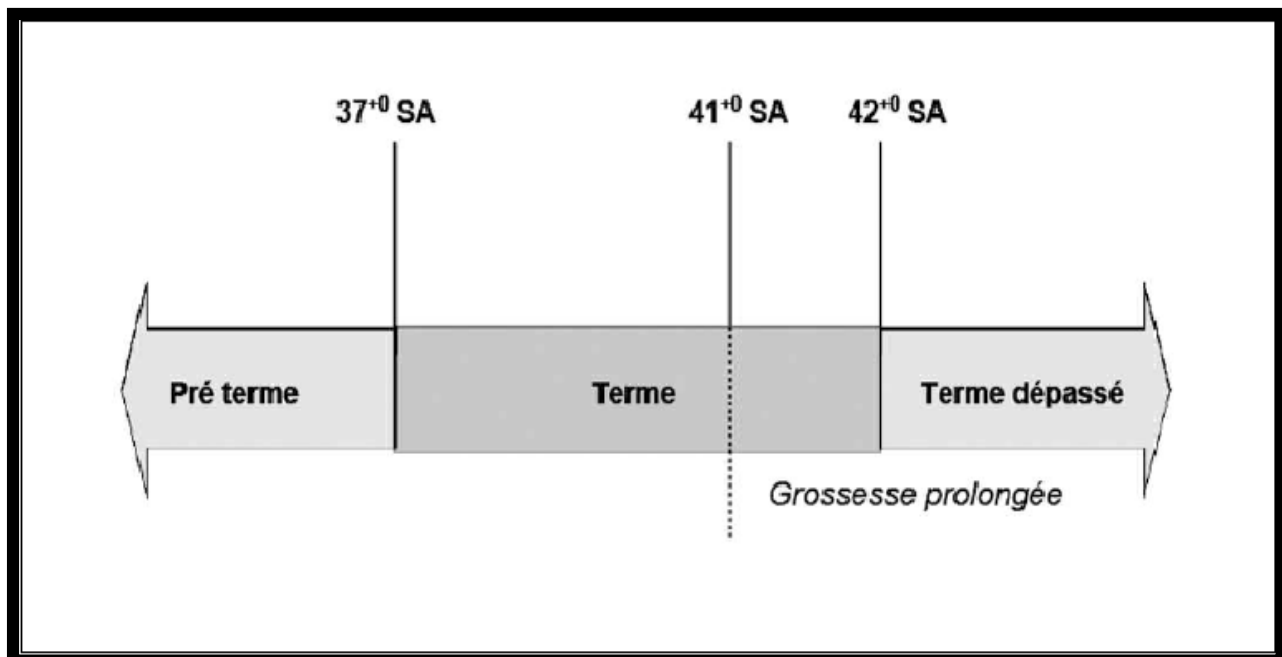 37⁺⁰ SA 41⁺⁰ SA 42⁺⁰ SA
Pré terme Terme Terme dépassé
Grossesse prolongée